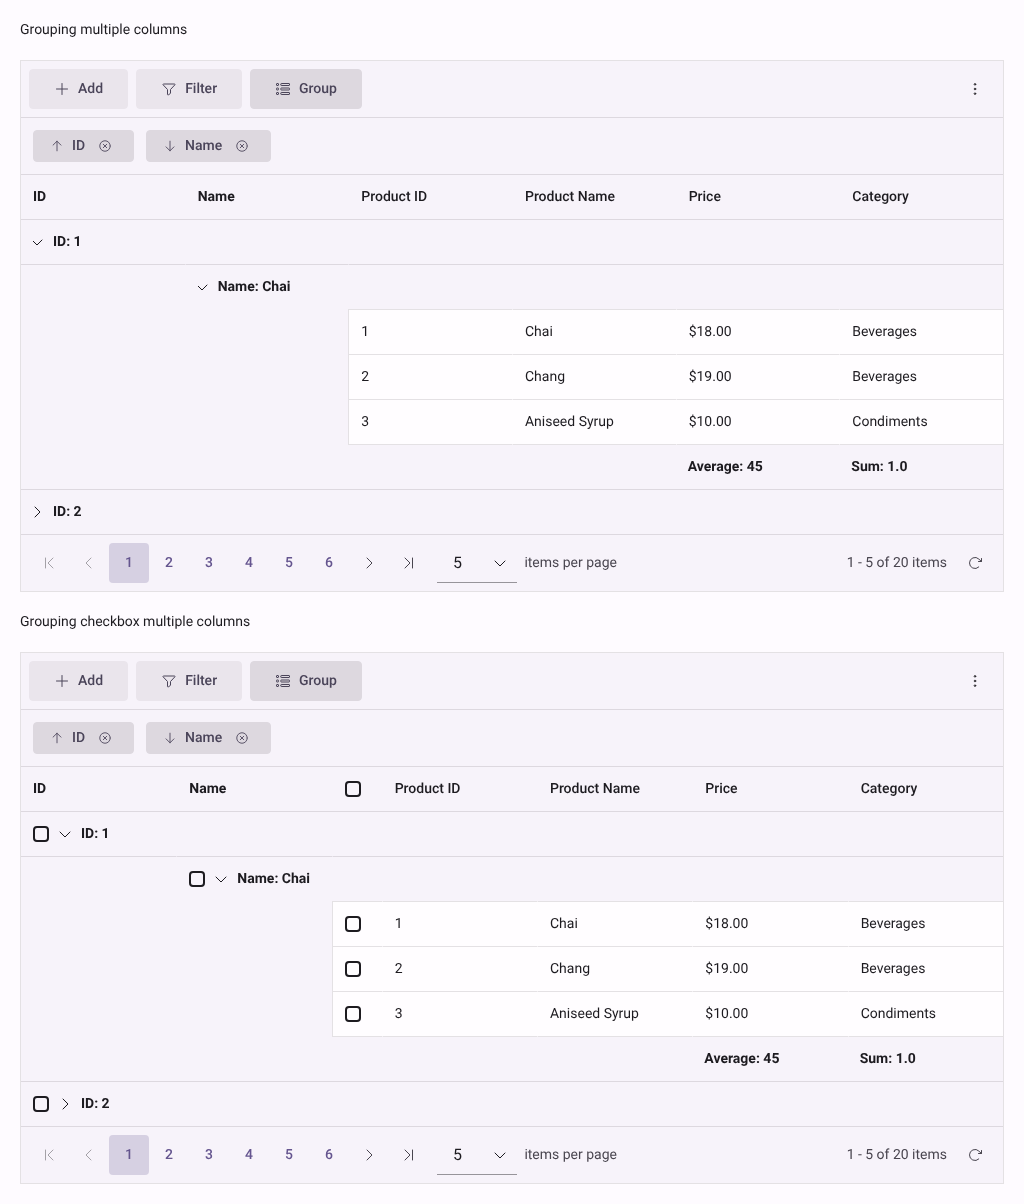 Grouping multiple columns
Add Filter Group
ID Name
ID Name Product ID Product Name Price Category
ID: 1
Name: Chai
1 Chai $18.00 Beverages
2 Chang $19.00 Beverages
3 Aniseed Syrup $10.00 Condiments
Average: 45 Sum: 1.0
ID: 2
1 2 3 4 5 6 5 items per page 1 - 5 of 20 items
Grouping checkbox multiple columns
Add Filter Group
ID Name
ID Name Product ID Product Name Price Category
ID: 1
Name: Chai
1 Chai $18.00 Beverages
2 Chang $19.00 Beverages
3 Aniseed Syrup $10.00 Condiments
Average: 45 Sum: 1.0
ID: 2
1 2 3 4 5 6 5 items per page 1 - 5 of 20 items